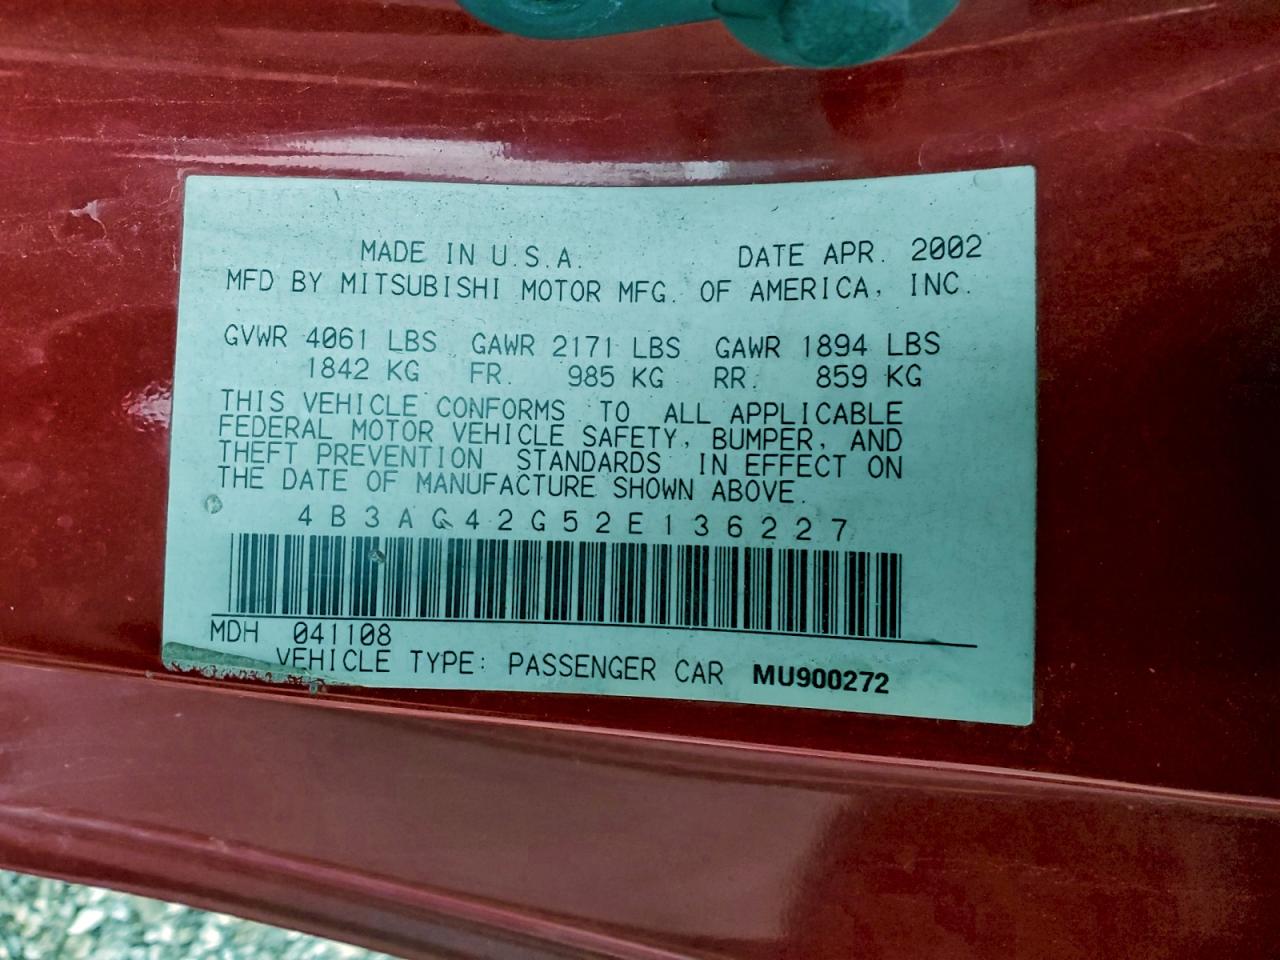 MADE IN U.S.A. DATE APR. 2002
MFD BY MITSUBISHI MOTOR MFG. OF AMERICA, INC.
GVWR 4061 LBS GAWR 2171 LBS GAWR 1894 LBS
1842 KG FR. 985 KG RR. 859 KG
THIS VEHICLE CONFORMS TO ALL APPLICABLE
FEDERAL MOTOR VEHICLE SAFETY, BUMPER, AND
THEFT PREVENTION STANDARDS IN EFFECT ON
THE DATE OF MANUFACTURE SHOWN ABOVE.
4B3AG42G52E136227
MDH 041108
VEHICLE TYPE: PASSENGER CAR MU900272